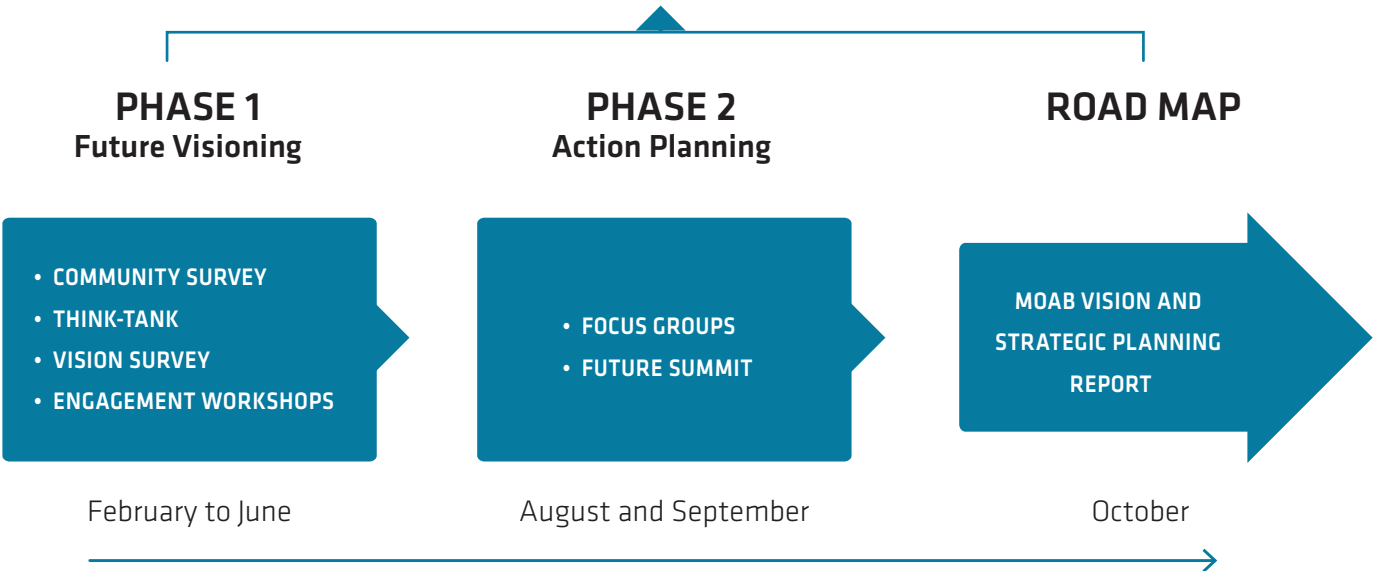 PHASE 1
Future Visioning
• COMMUNITY SURVEY
• THINK-TANK
• VISION SURVEY
• ENGAGEMENT WORKSHOPS
February to June
PHASE 2
Action Planning
• FOCUS GROUPS
• FUTURE SUMMIT
August and September
ROAD MAP
MOAB VISION AND
STRATEGIC PLANNING
REPORT
October